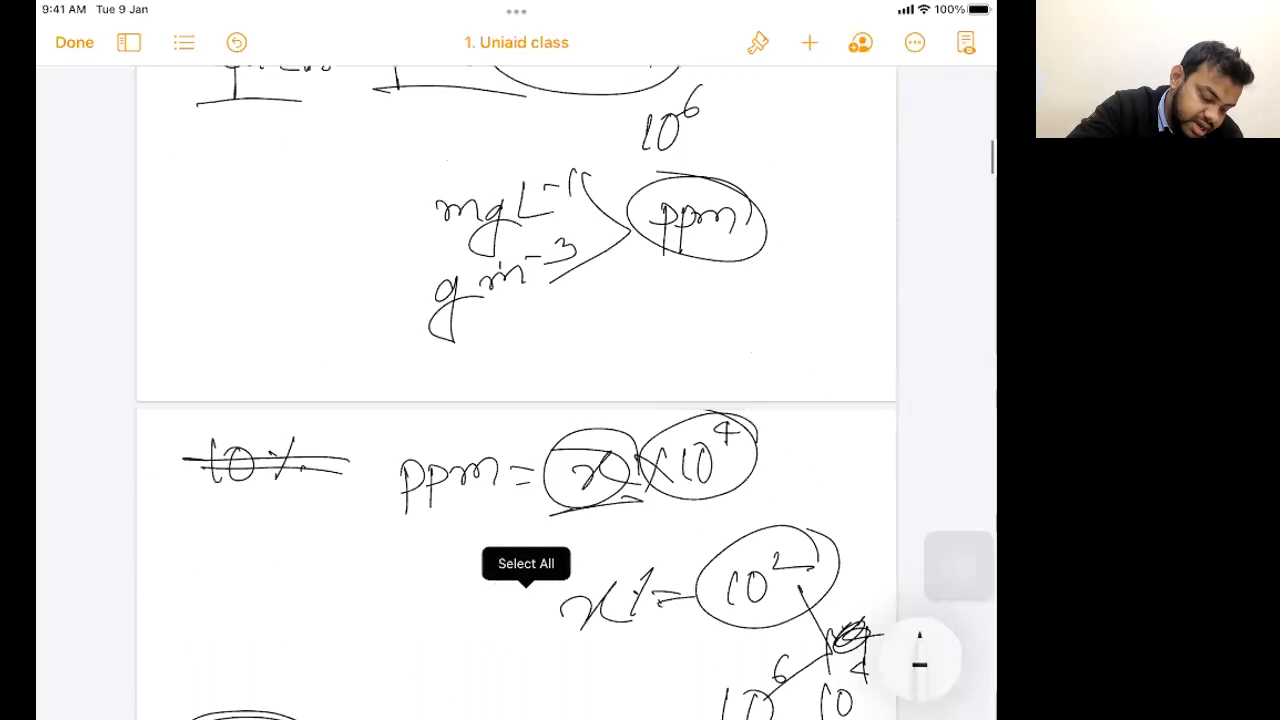 9:41 AM Tue 9 Jan
100%
Done
1. Uniaid class
10⁶
mg L⁻¹
ppm
g m⁻³
10 %
ppm = x × 10⁴
Select All
x % = 10²
10⁶
10⁴